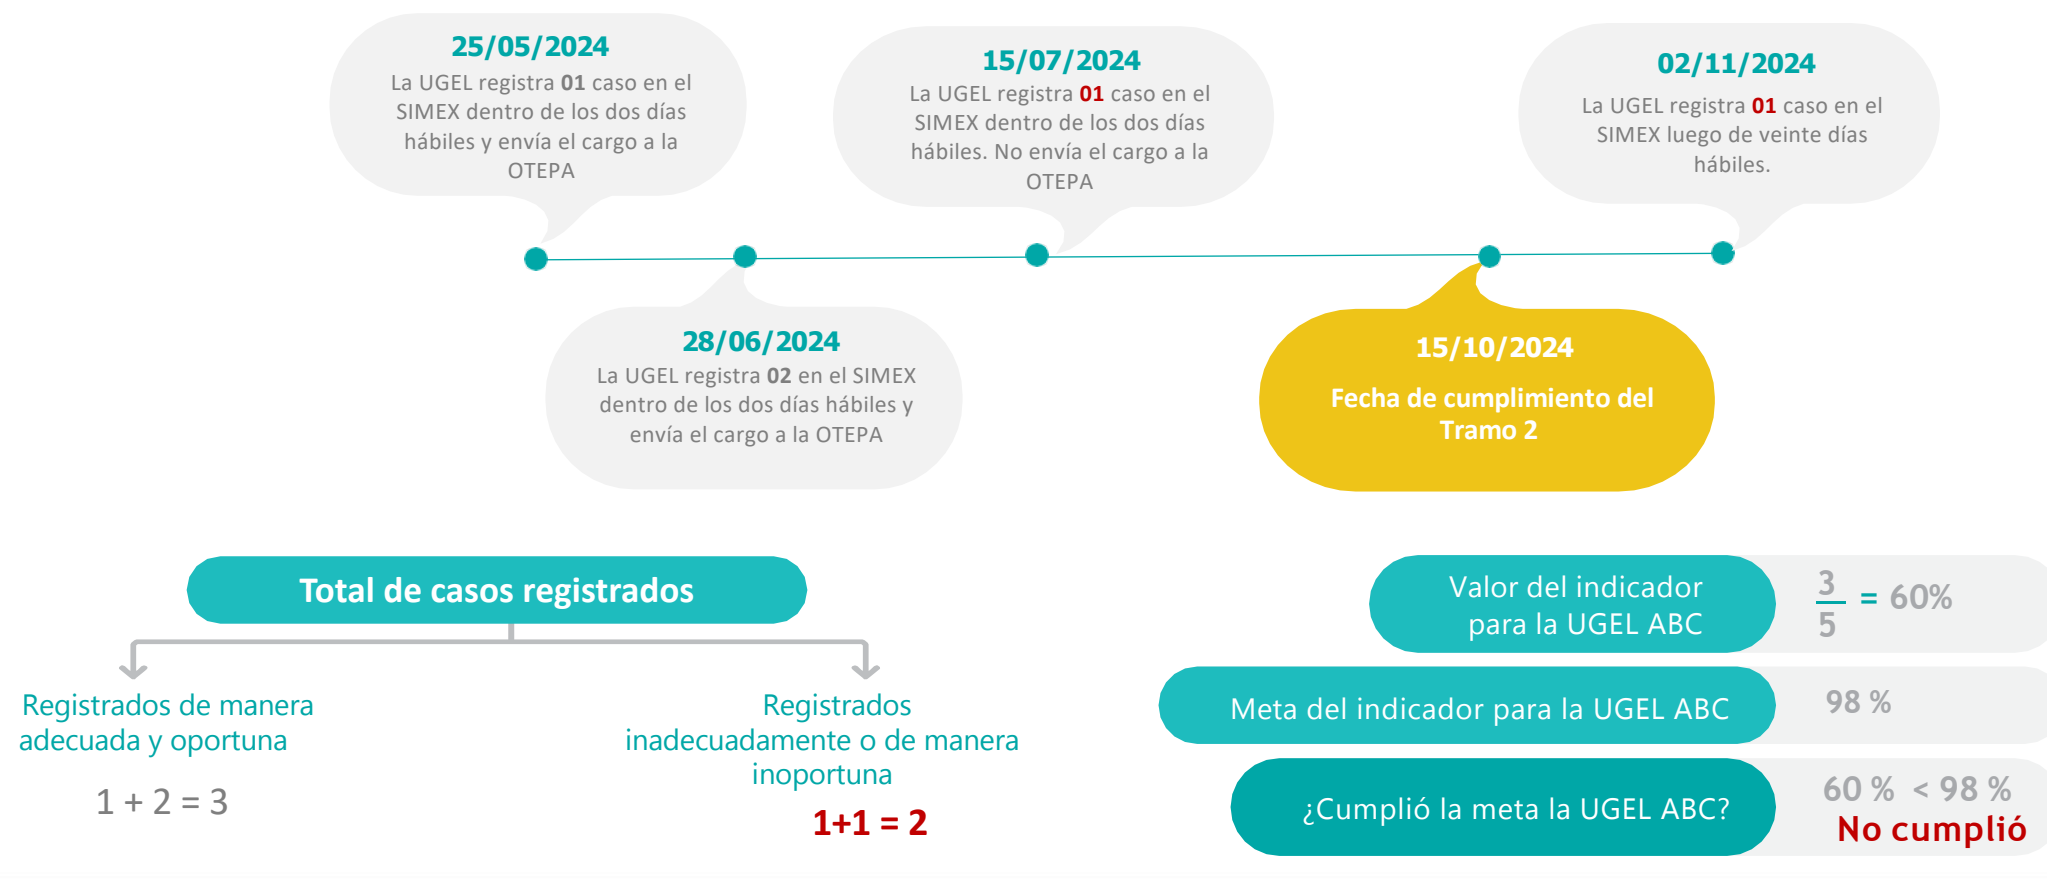 25/05/2024
La UGEL registra 01 caso en el
SIMEX dentro de los dos días
hábiles y envía el cargo a la
OTEPA
15/07/2024
La UGEL registra 01 caso en el
SIMEX dentro de los dos días
hábiles. No envía el cargo a la
OTEPA
02/11/2024
La UGEL registra 01 caso en el
SIMEX luego de veinte días
hábiles.
28/06/2024
La UGEL registra 02 en el SIMEX
dentro de los dos días hábiles y
envía el cargo a la OTEPA
15/10/2024
Fecha de cumplimiento del
Tramo 2
Total de casos registrados
Registrados de manera
adecuada y oportuna
1 + 2 = 3
Registrados
inadecuadamente o de manera
inoportuna
1+1 = 2
Valor del indicador
para la UGEL ABC
3
5
= 60%
Meta del indicador para la UGEL ABC
98 %
¿Cumplió la meta la UGEL ABC?
60 % < 98 %
No cumplió